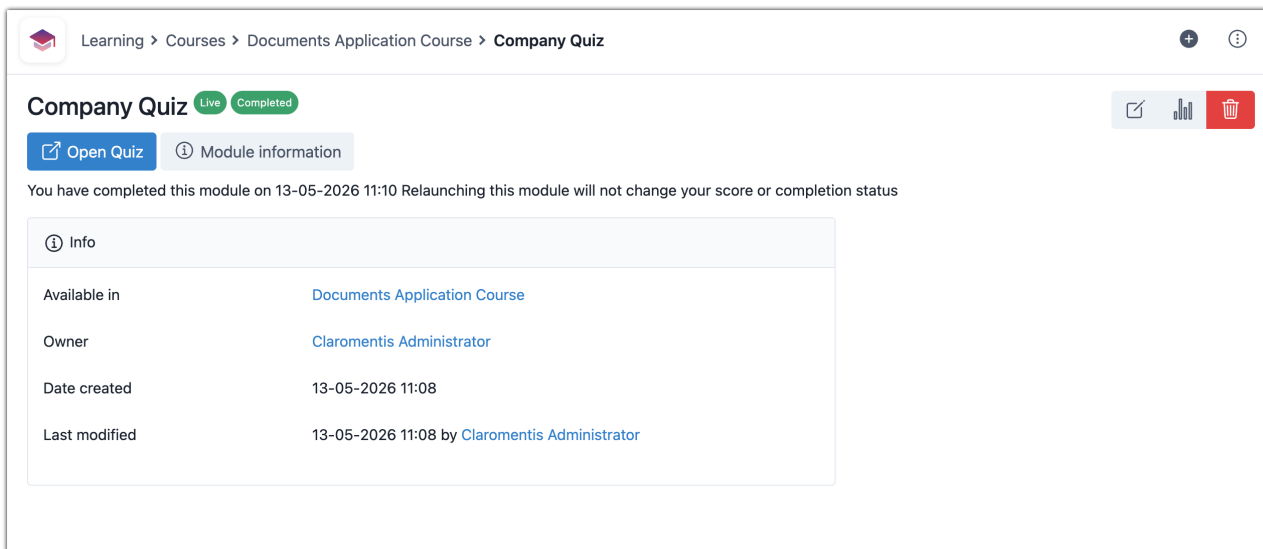 Learning > Courses > Documents Application Course > Company Quiz
Company Quiz Live Completed
Open Quiz Module information
You have completed this module on 13-05-2026 11:10 Relaunching this module will not change your score or completion status
Info
Available in Documents Application Course
Owner Claromentis Administrator
Date created 13-05-2026 11:08
Last modified 13-05-2026 11:08 by Claromentis Administrator